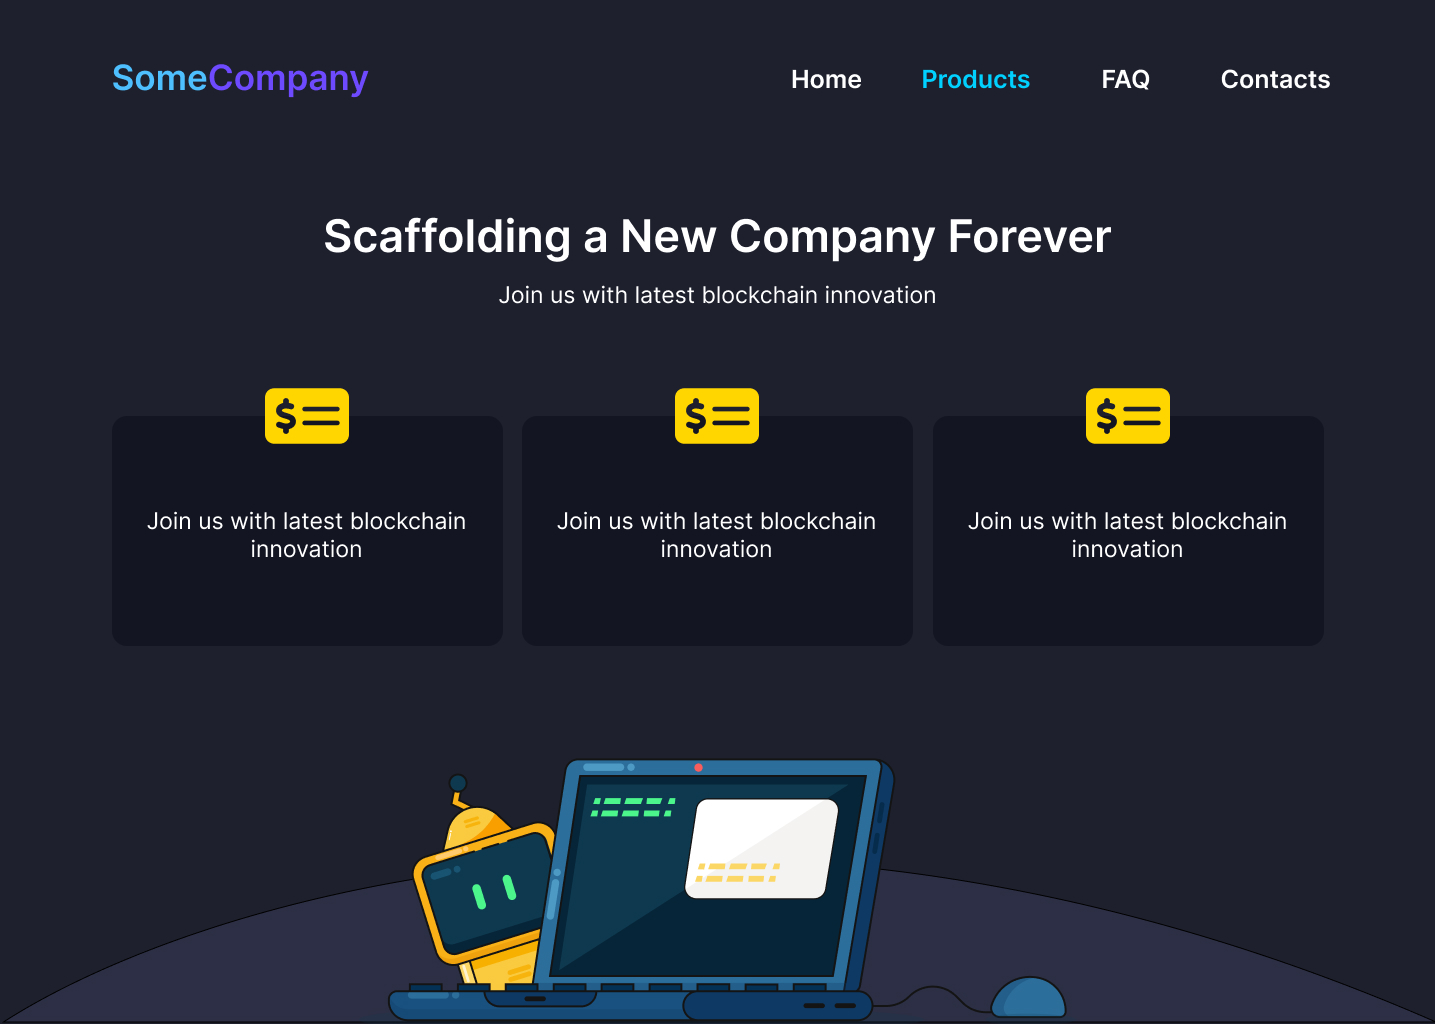 SomeCompany Home Products FAQ Contacts
Scaffolding a New Company Forever
Join us with latest blockchain innovation
$ $ $
Join us with latest blockchain
innovation
Join us with latest blockchain
innovation
Join us with latest blockchain
innovation